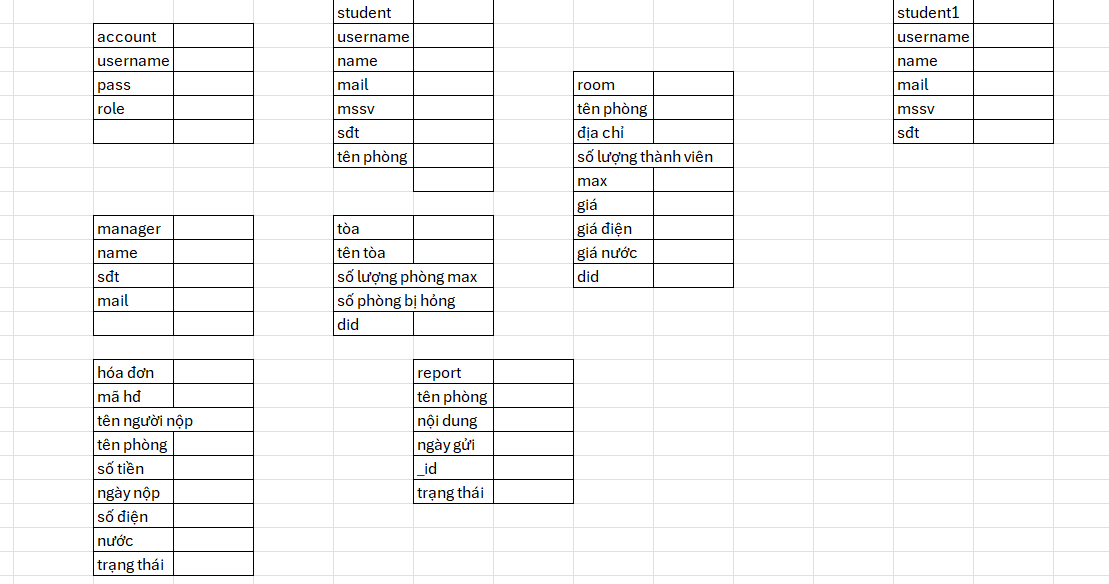 account
username
pass
role
student
username
name
mail
mssv
sđt
tên phòng
room
tên phòng
địa chỉ
số lượng thành viên
max
giá
giá điện
giá nước
did
student1
username
name
mail
mssv
sđt
manager
name
sđt
mail
tòa
tên tòa
số lượng phòng max
số phòng bị hỏng
did
hóa đơn
mã hđ
tên người nộp
tên phòng
số tiền
ngày nộp
số điện
nước
trạng thái
report
tên phòng
nội dung
ngày gửi
_id
trạng thái